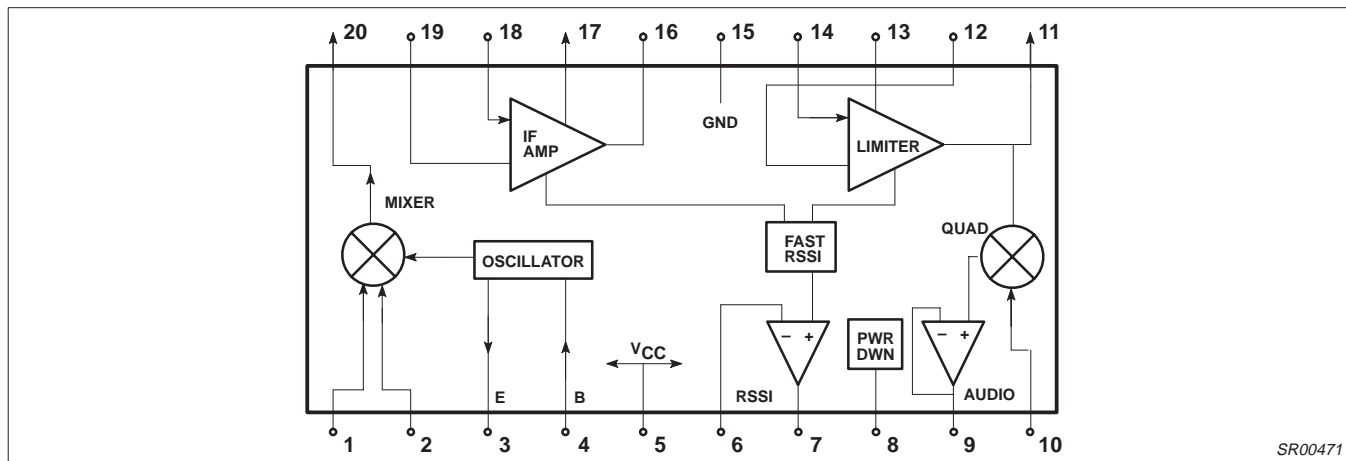 20 19 18 17 16 15 14 13 12 11
IF
AMP
GND
LIMITER
MIXER
FAST
RSSI
QUAD
OSCILLATOR
− +
PWR
DWN
− +
VCC
E B RSSI AUDIO
1 2 3 4 5 6 7 8 9 10
SR00471